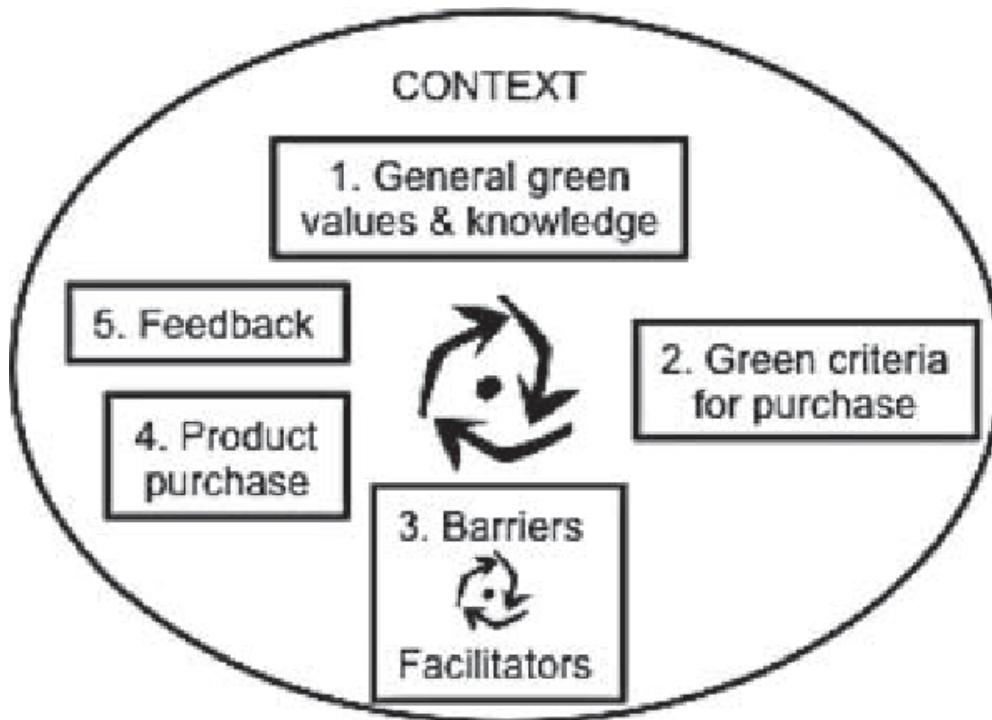 CONTEXT
1. General green
values & knowledge
5. Feedback
2. Green criteria
for purchase
4. Product
purchase
3. Barriers
Facilitators